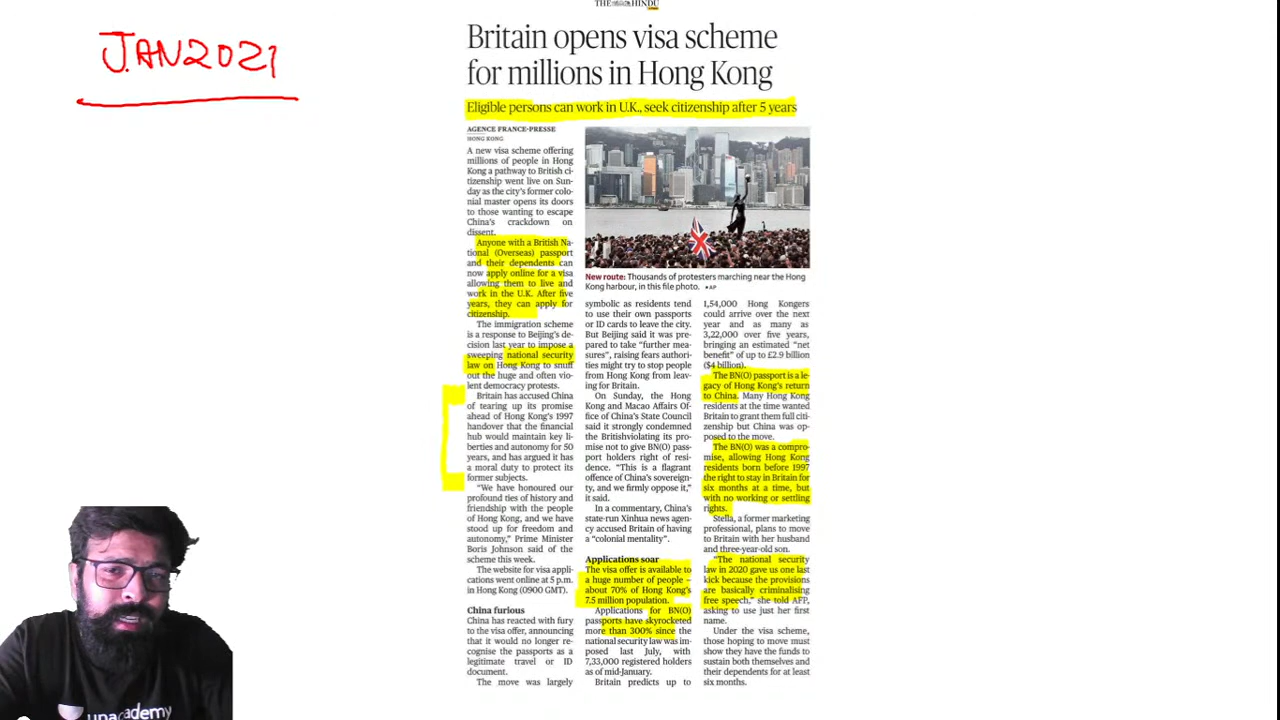 JAN2021
THE HINDU
Britain opens visa scheme
for millions in Hong Kong
Eligible persons can work in U.K., seek citizenship after 5 years
AGENCE FRANCE-PRESSE
HONG KONG
A new visa scheme offering
millions of people in Hong
Kong a pathway to British ci-
tizenship went live on Sun-
day as the city's former colo-
nial master opens its doors
to those wanting to escape
China's crackdown on
dissent.
Anyone with a British Na-
tional (Overseas) passport
and their dependents can
now apply online for a visa
allowing them to live and
work in the U.K. After five
years, they can apply for
citizenship.
The immigration scheme
is a response to Beijing's de-
cision last year to impose a
sweeping national security
law on Hong Kong to snuff
out the huge and often vio-
lent democracy protests.
Britain has accused China
of tearing up its promise
ahead of Hong Kong's 1997
handover that the financial
hub would maintain key li-
berties and autonomy for 50
years, and has argued it has
a moral duty to protect its
former subjects.
"We have honoured our
profound ties of history and
friendship with the people
of Hong Kong, and we have
stood up for freedom and
autonomy," Prime Minister
Boris Johnson said of the
scheme this week.
The website for visa appli-
cations went online at 5 p.m.
in Hong Kong (0900 GMT).
China furious
China has reacted with fury
to the visa offer, announcing
that it would no longer re-
cognise the passports as a
legitimate travel or ID
document.
The move was largely
New route: Thousands of protesters marching near the Hong
Kong harbour, in this file photo. ▪AP
symbolic as residents tend
to use their own passports
or ID cards to leave the city.
But Beijing said it was pre-
pared to take "further mea-
sures", raising fears authori-
ties might try to stop people
from Hong Kong from leav-
ing for Britain.
On Sunday, the Hong
Kong and Macao Affairs Of-
fice of China's State Council
said it strongly condemned
the Britishviolating its pro-
mise not to give BN(O) pass-
port holders right of resi-
dence. "This is a flagrant
offence of China's sovereign-
ty, and we firmly oppose it,"
it said.
In a commentary, China's
state-run Xinhua news agen-
cy accused Britain of having
a "colonial mentality".
Applications soar
The visa offer is available to
a huge number of people –
about 70% of Hong Kong's
7.5 million population.
Applications for BN(O)
passports have skyrocketed
more than 300% since the
national security law was im-
posed last July, with
7,33,000 registered holders
as of mid-January.
Britain predicts up to
1,54,000 Hong Kongers
could arrive over the next
year and as many as
3,22,000 over five years,
bringing an estimated "net
benefit" of up to £2.9 billion
($4 billion).
The BN(O) passport is a le-
gacy of Hong Kong's return
to China. Many Hong Kong
residents at the time wanted
Britain to grant them full citi-
zenship but China was op-
posed to the move.
The BN(O) was a compro-
mise, allowing Hong Kong
residents born before 1997
the right to stay in Britain for
six months at a time, but
with no working or settling
rights.
Stella, a former marketing
professional, plans to move
to Britain with her husband
and three-year-old son.
"The national security
law in 2020 gave us one last
kick because the provisions
are basically criminalising
free speech," she told AFP,
asking to use just her first
name.
Under the visa scheme,
those hoping to move must
show they have the funds to
sustain both themselves and
their dependents for at least
six months.
unacademy